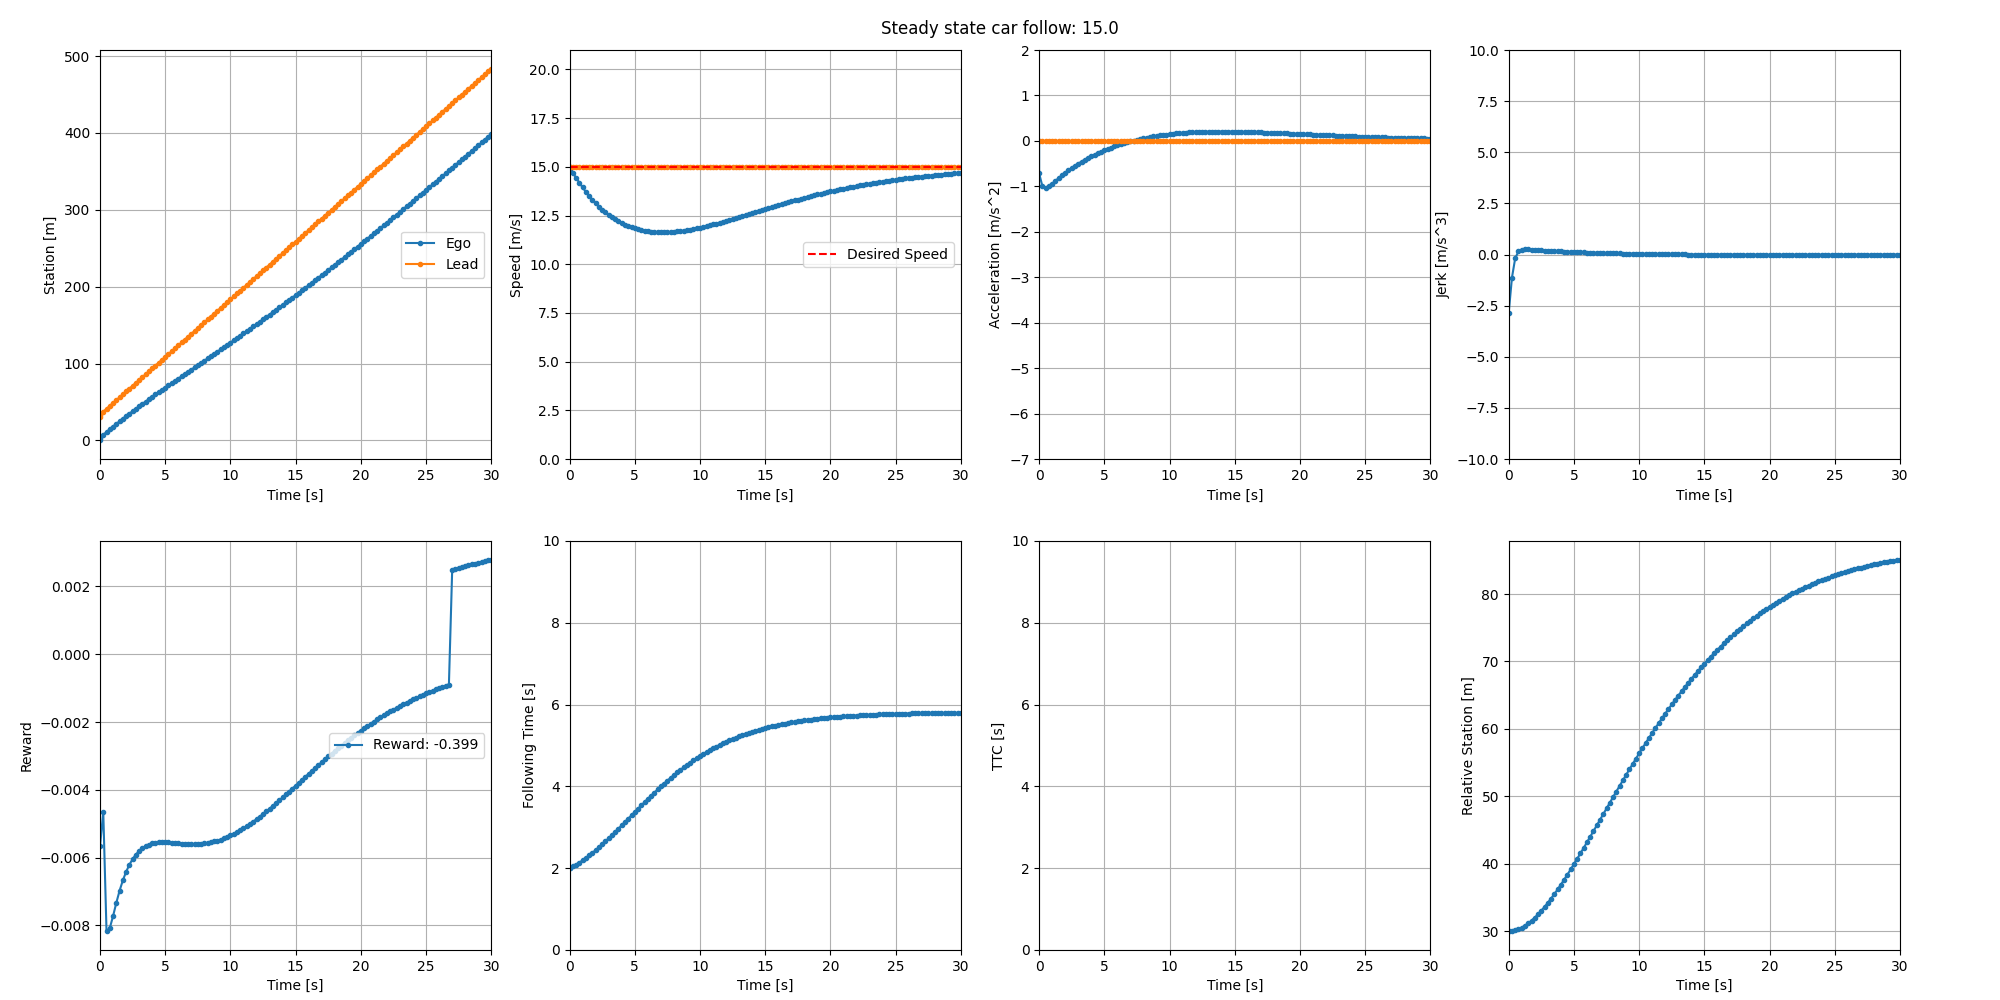 Steady state car follow: 15.0
Station [m]
500
400
300
200
100
0
Ego
Lead
0 5 10 15 20 25 30
Time [s]
Speed [m/s]
20.0
17.5
15.0
12.5
10.0
7.5
5.0
2.5
0.0
Desired Speed
0 5 10 15 20 25 30
Time [s]
Acceleration [m/s^2]
2
1
0
−1
−2
−3
−4
−5
−6
−7
0 5 10 15 20 25 30
Time [s]
Jerk [m/s^3]
10.0
7.5
5.0
2.5
0.0
−2.5
−5.0
−7.5
−10.0
0 5 10 15 20 25 30
Time [s]
Reward
0.002
0.000
−0.002
−0.004
−0.006
−0.008
Reward: -0.399
0 5 10 15 20 25 30
Time [s]
Following Time [s]
10
8
6
4
2
0
0 5 10 15 20 25 30
Time [s]
TTC [s]
10
8
6
4
2
0
0 5 10 15 20 25 30
Time [s]
Relative Station [m]
80
70
60
50
40
30
0 5 10 15 20 25 30
Time [s]